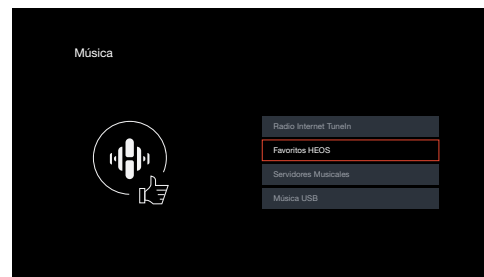 Música
Radio Internet TuneIn
Favoritos HEOS
Servidores Musicales
Música USB